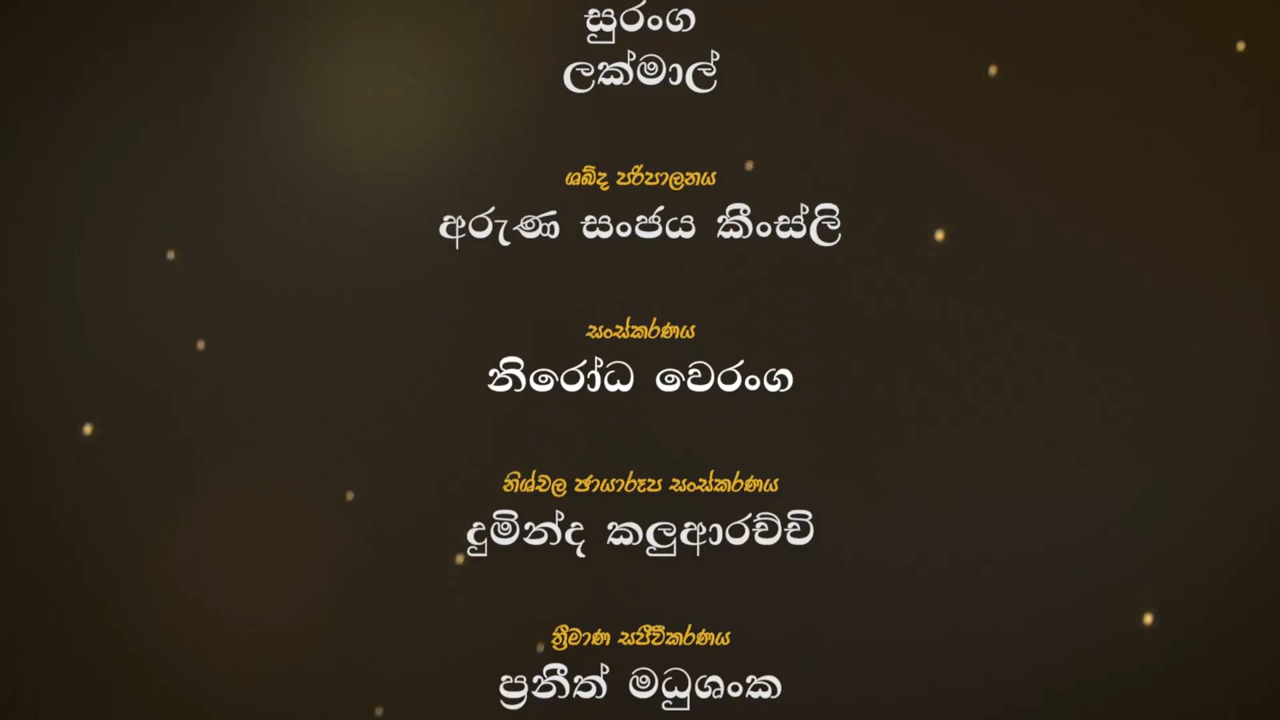 සුරංග
ලක්මාල්
ශබ්ද පරිපාලනය
අරුණ සංජය කීංස්ලි
සංස්කරණය
නිරෝධ වෙරංග
නිශ්චල ඡායාරූප සංස්කරණය
දුමින්ද කලුආරච්චි
ත්‍රිමාණ සජීවීකරණය
ප්‍රනීත් මධුශංක